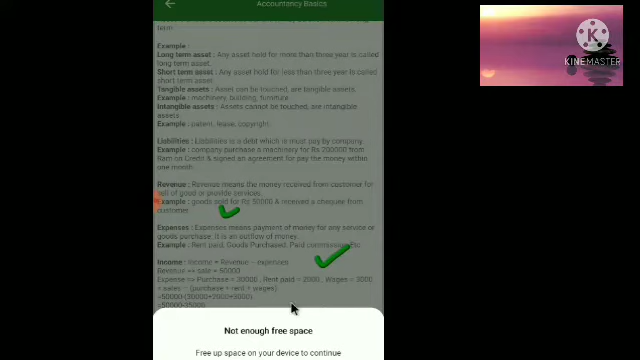 Accountancy Basics
term
Example :
Long term asset : Any asset held for more than three year is called
long term asset.
Short term asset : Any asset held for less than three year is called
short term asset.
Tangible assets : Asset can be touched, are tangible assets.
Example : machinery, building, furniture
Intangible assets : Assets cannot be touched, are intangible
assets
Example : patent, lease, copyright
Liabilities : Liabilities is a debt which is must pay by company.
Example : company purchase a machinery for Rs 200000 from
Ram on Credit & signed an agreement for pay the money within
one month.
Revenue : Revenue means the money received from customer for
sell of good or provide services.
Example : goods sold for Rs 50000 & received a cheque from
customer
Expenses : Expenses means payment of money for any service or
goods purchase. It is an outflow of money.
Example : Rent paid, Goods Purchased, Paid commission Etc
Income : Income = Revenue - expenses
Revenue => sale = 50000
Expense => Purchase = 30000 , Rent paid = 2000 , Wages = 3000
= sales - (purchase + rent + wages)
=50000-(30000+2000+3000)
=50000-35000
Not enough free space
Free up space on your device to continue
K
KINEMASTER